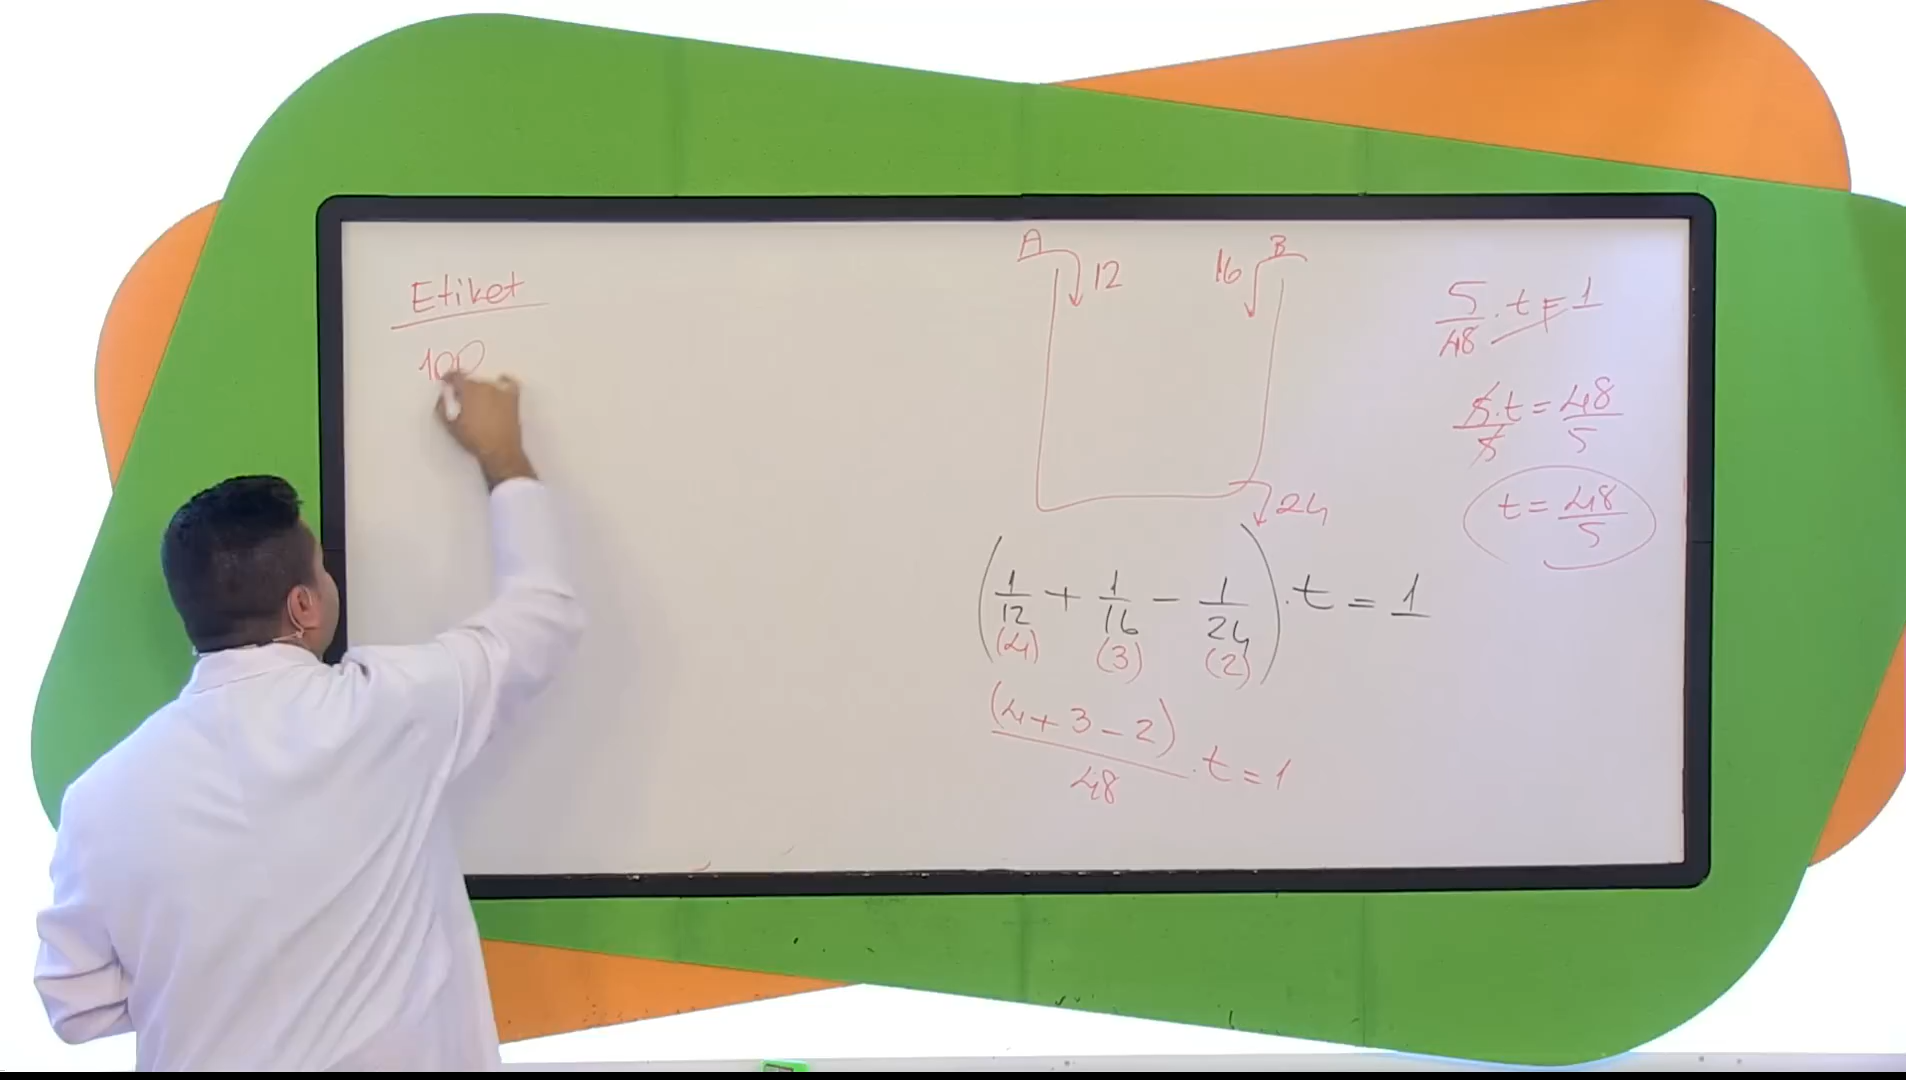 Etiket
100
A 12 16 B
24
(1/12 + 1/16 - 1/24) . t = 1
(4) (3) (2)
(4 + 3 - 2)/48 . t = 1
5/48 . t = 1
5.t/5 = 48/5
t = 48/5